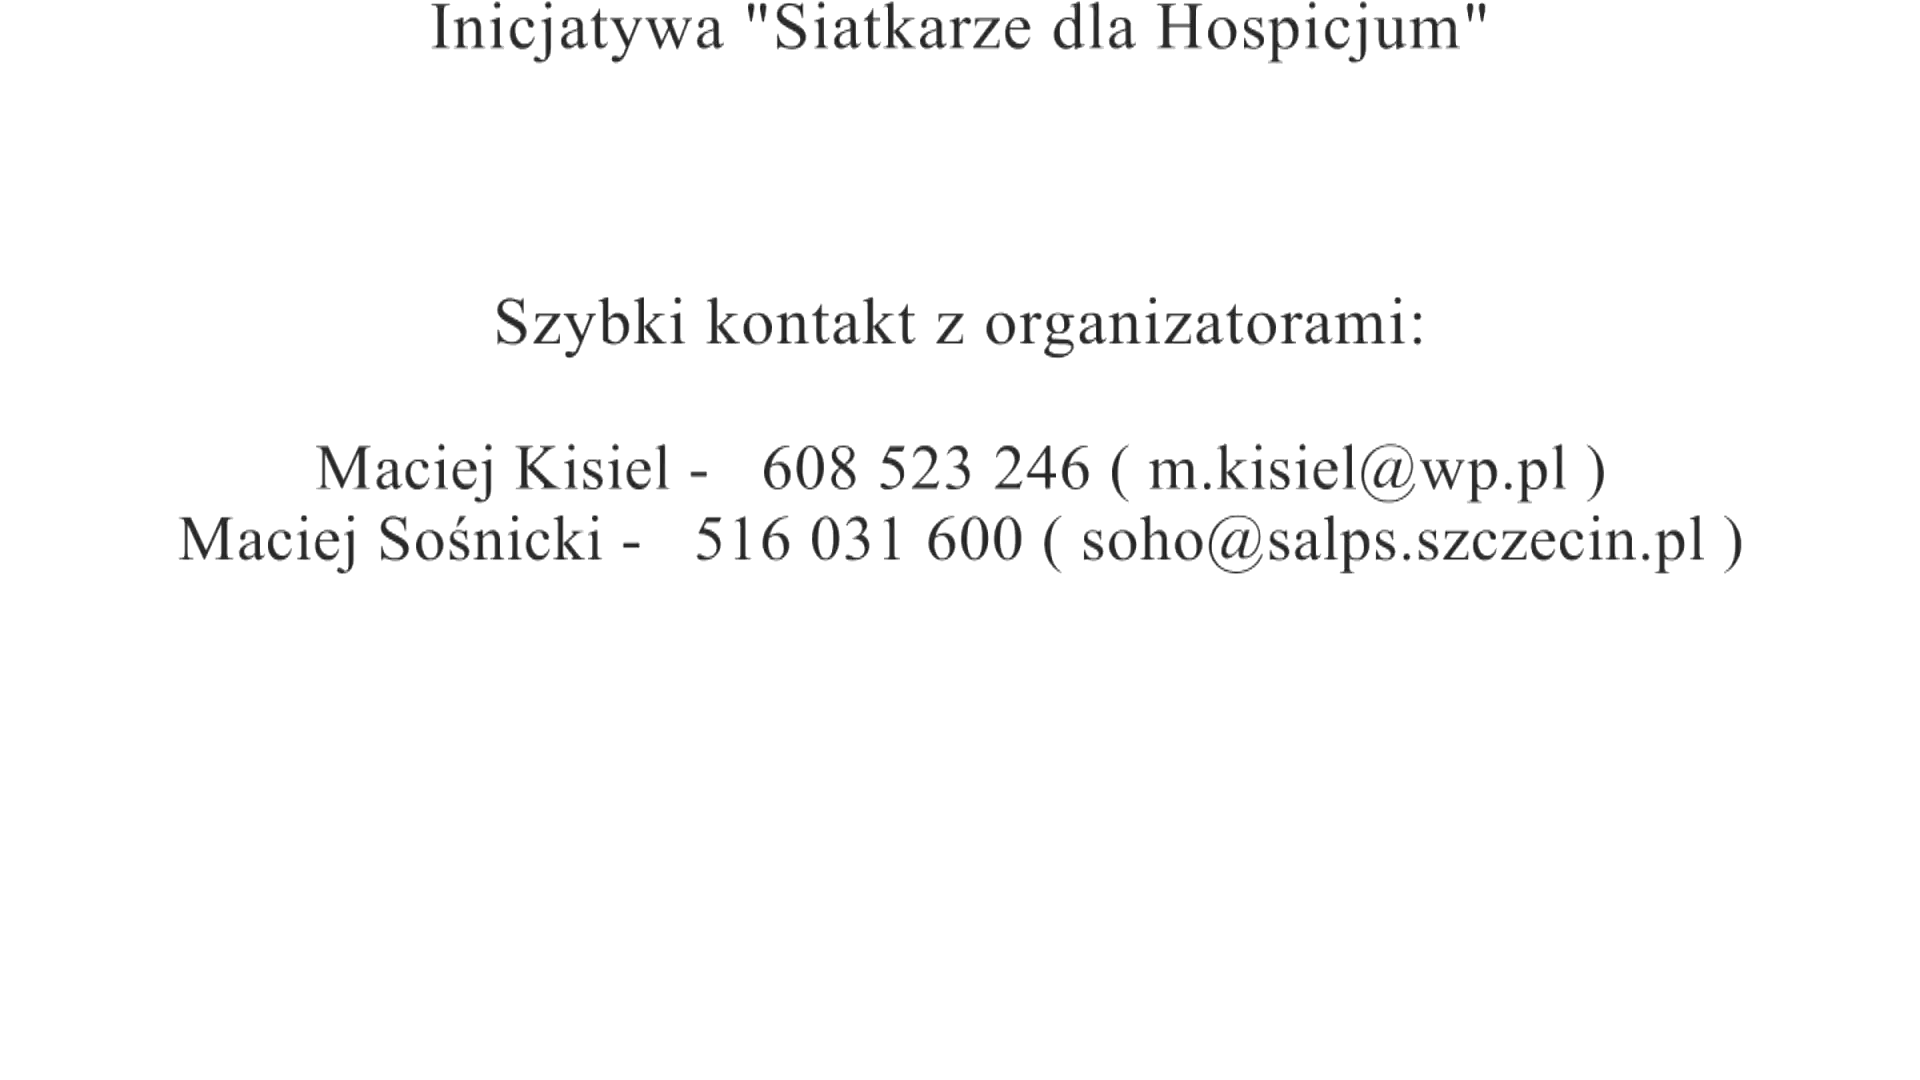 Inicjatywa "Siatkarze dla Hospicjum"
Szybki kontakt z organizatorami:
Maciej Kisiel - 608 523 246 ( m.kisiel@wp.pl )
Maciej Sośnicki - 516 031 600 ( soho@salps.szczecin.pl )